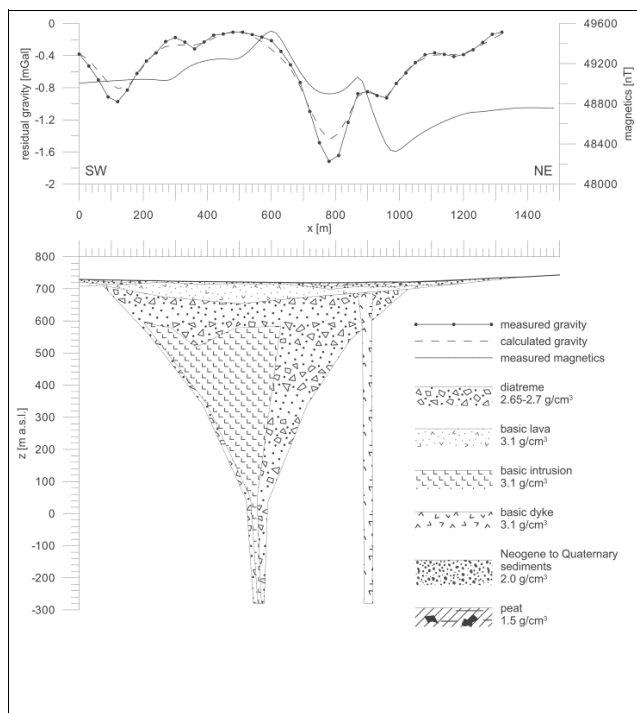 0
-0.4
-0.8
-1.2
-1.6
-2
residual gravity [mGal]
49600
49200
48800
48400
48000
magnetics [nT]
SW
NE
0 200 400 600 800 1000 1200 1400
x [m]
800
700
600
500
400
300
200
100
0
-100
-200
-300
z [m a.s.l.]
measured gravity
calculated gravity
measured magnetics
diatreme
2.65-2.7 g/cm³
basic lava
3.1 g/cm³
basic intrusion
3.1 g/cm³
basic dyke
3.1 g/cm³
Neogene to Quaternary
sediments
2.0 g/cm³
peat
1.5 g/cm³